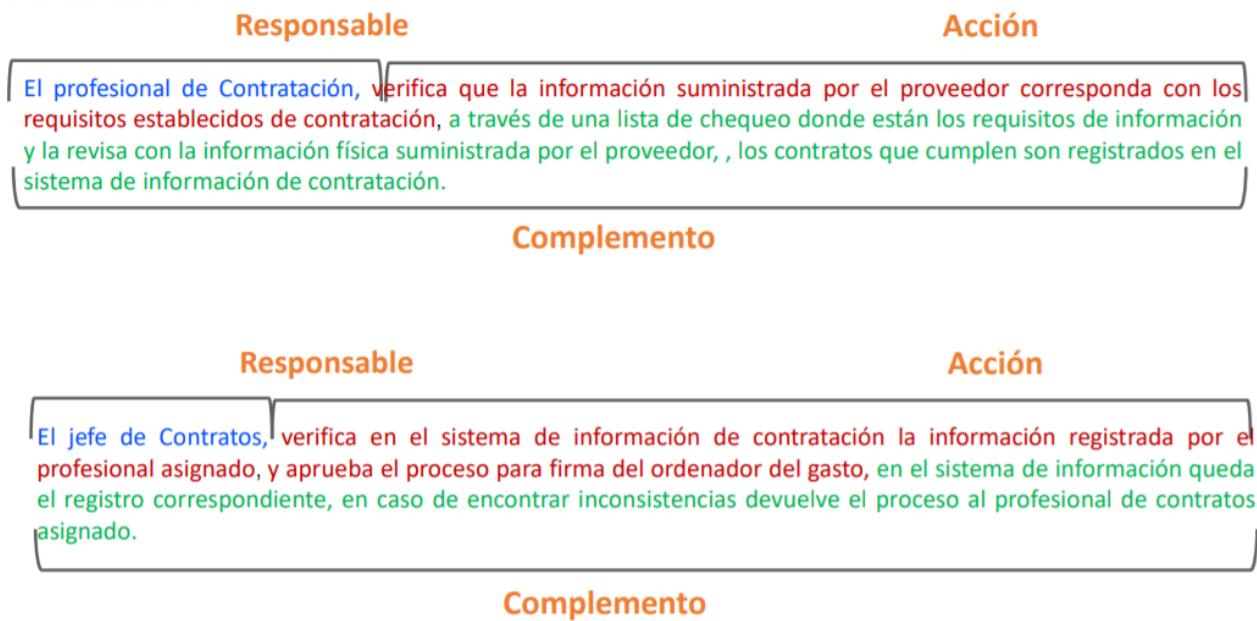 Responsable Acción
El profesional de Contratación, verifica que la información suministrada por el proveedor corresponda con los
requisitos establecidos de contratación, a través de una lista de chequeo donde están los requisitos de información
y la revisa con la información física suministrada por el proveedor, , los contratos que cumplen son registrados en el
sistema de información de contratación.
Complemento
Responsable Acción
El jefe de Contratos, verifica en el sistema de información de contratación la información registrada por el
profesional asignado, y aprueba el proceso para firma del ordenador del gasto, en el sistema de información queda
el registro correspondiente, en caso de encontrar inconsistencias devuelve el proceso al profesional de contratos
asignado.
Complemento